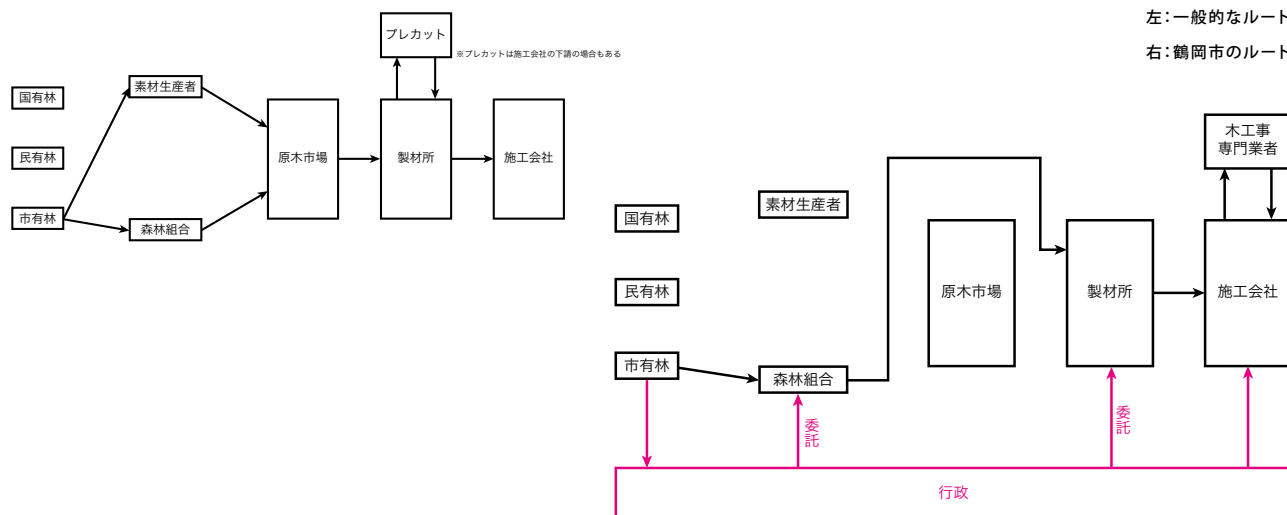 左：一般的なルート
右：鶴岡市のルート
プレカット
※プレカットは施工会社の下請の場合もある
国有林
素材生産者
民有林
原木市場
製材所
施工会社
市有林
森林組合
木工事
専門業者
国有林
素材生産者
民有林
原木市場
製材所
施工会社
市有林
森林組合
委託
委託
行政